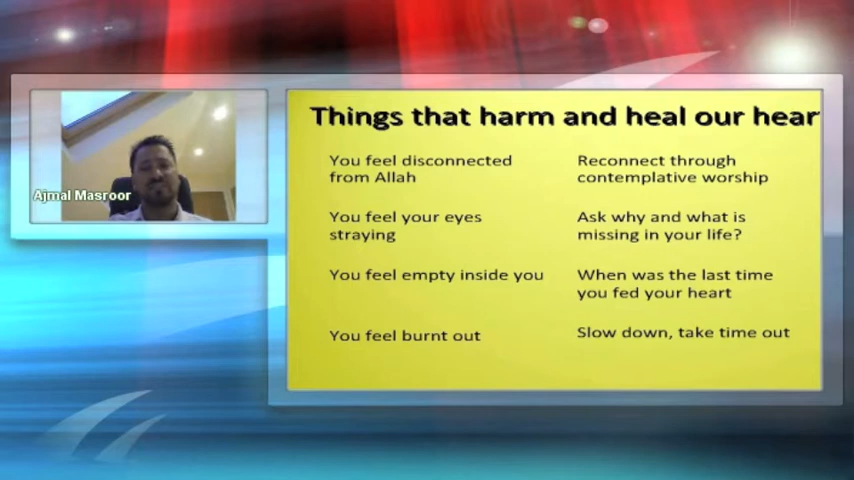 Things that harm and heal our hear
Ajmal Masroor
You feel disconnected
from Allah
Reconnect through
contemplative worship
You feel your eyes
straying
Ask why and what is
missing in your life?
You feel empty inside you
When was the last time
you fed your heart
You feel burnt out
Slow down, take time out